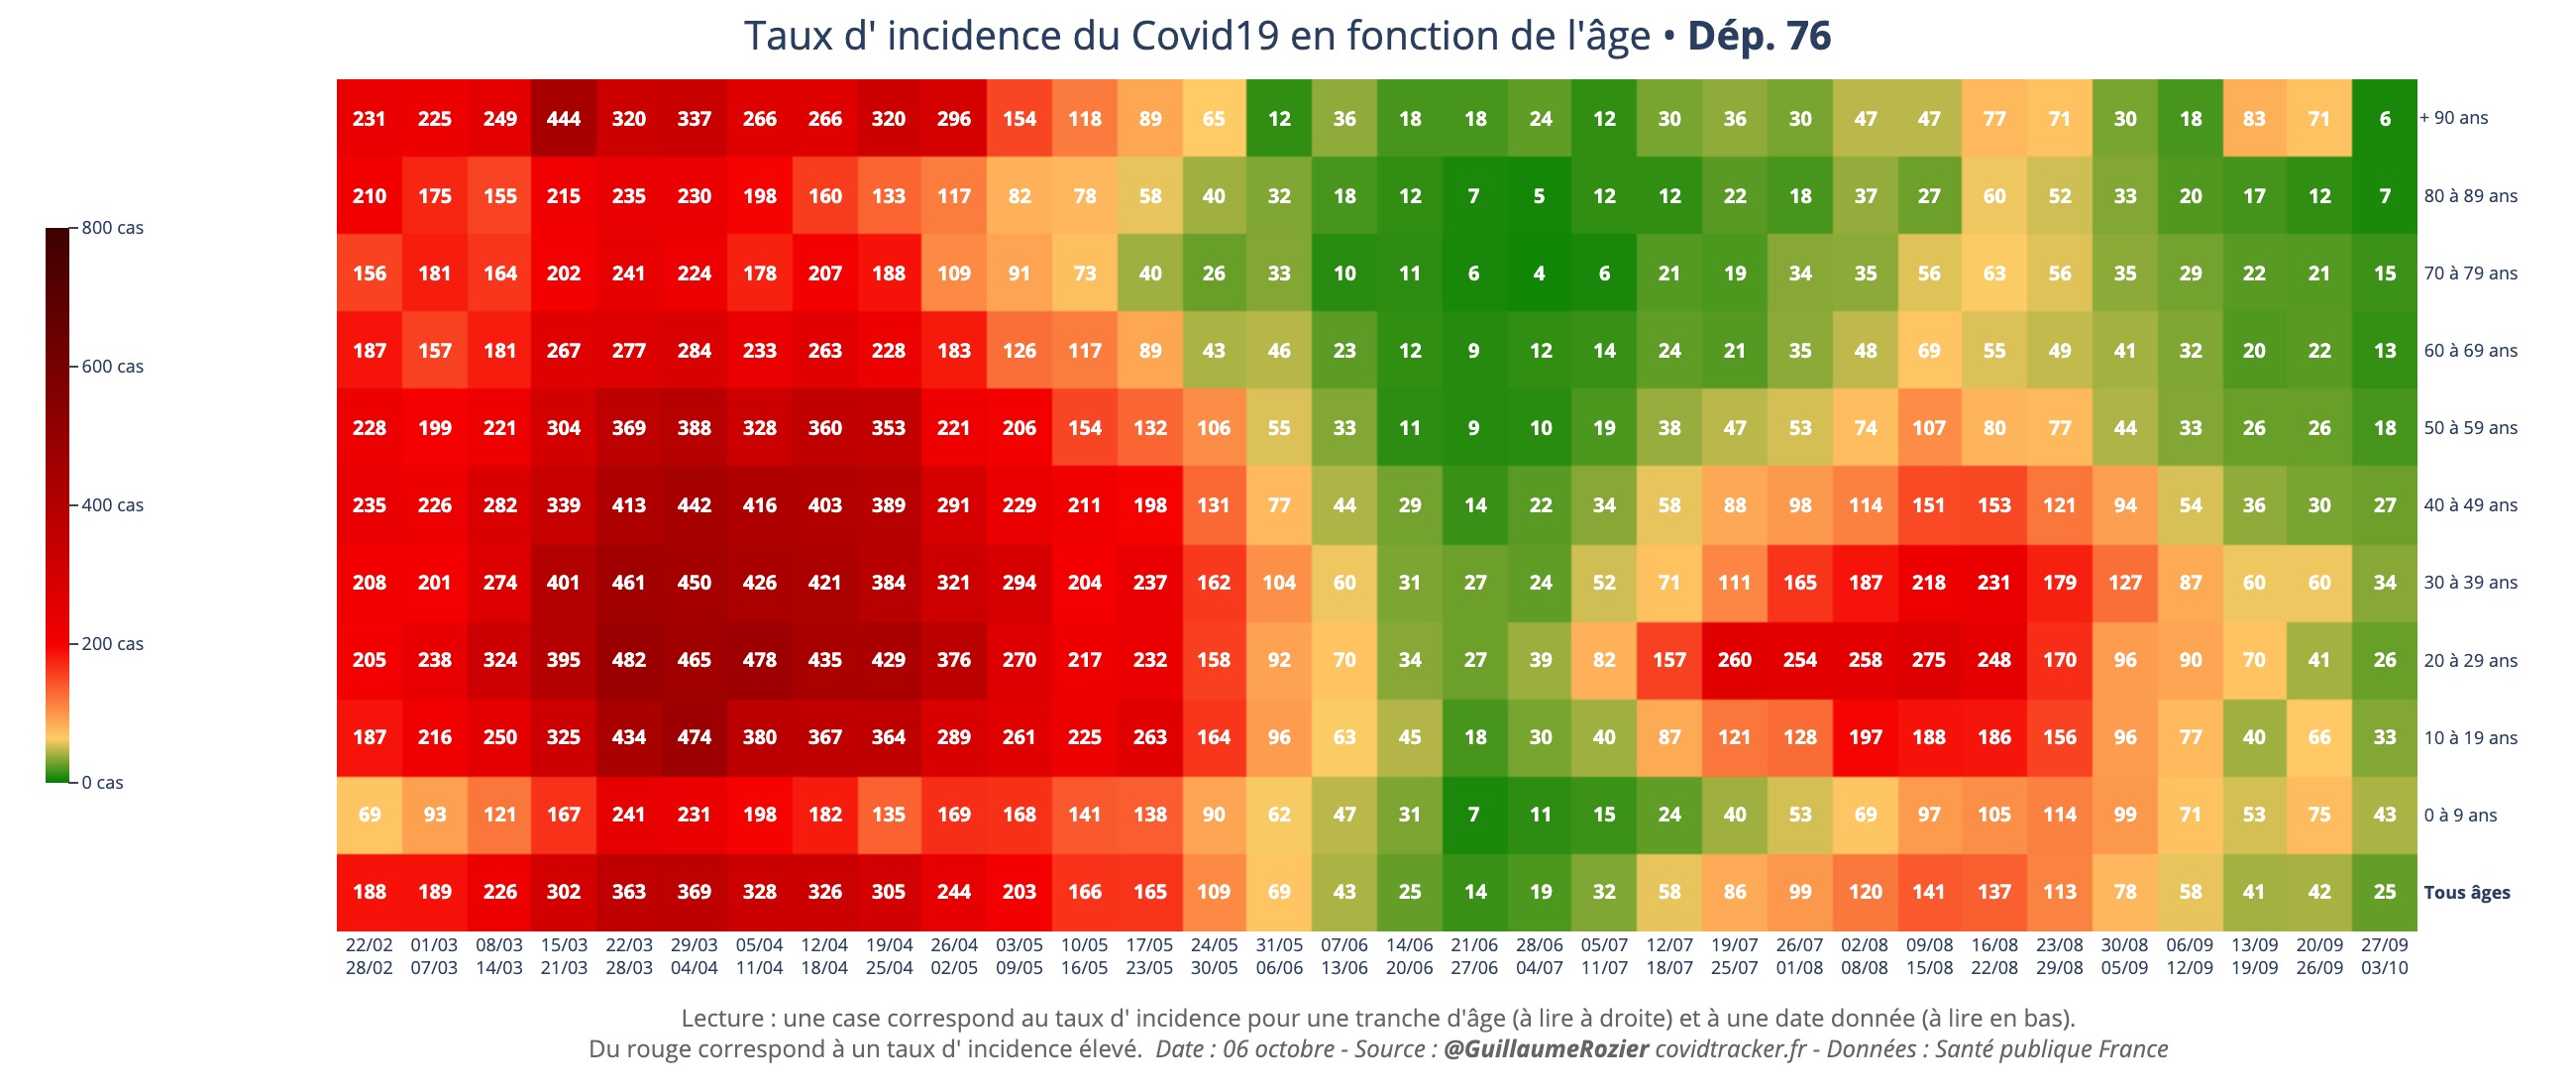 Taux d' incidence du Covid19 en fonction de l'âge • Dép. 76
800 cas
600 cas
400 cas
200 cas
0 cas
231 225 249 444 320 337 266 266 320 296 154 118 89 65 12 36 18 18 24 12 30 36 30 47 47 77 71 30 18 83 71 6 + 90 ans
210 175 155 215 235 230 198 160 133 117 82 78 58 40 32 18 12 7 5 12 12 22 18 37 27 60 52 33 20 17 12 7 80 à 89 ans
156 181 164 202 241 224 178 207 188 109 91 73 40 26 33 10 11 6 4 6 21 19 34 35 56 63 56 35 29 22 21 15 70 à 79 ans
187 157 181 267 277 284 233 263 228 183 126 117 89 43 46 23 12 9 12 14 24 21 35 48 69 55 49 41 32 20 22 13 60 à 69 ans
228 199 221 304 369 388 328 360 353 221 206 154 132 106 55 33 11 9 10 19 38 47 53 74 107 80 77 44 33 26 26 18 50 à 59 ans
235 226 282 339 413 442 416 403 389 291 229 211 198 131 77 44 29 14 22 34 58 88 98 114 151 153 121 94 54 36 30 27 40 à 49 ans
208 201 274 401 461 450 426 421 384 321 294 204 237 162 104 60 31 27 24 52 71 111 165 187 218 231 179 127 87 60 60 34 30 à 39 ans
205 238 324 395 482 465 478 435 429 376 270 217 232 158 92 70 34 27 39 82 157 260 254 258 275 248 170 96 90 70 41 26 20 à 29 ans
187 216 250 325 434 474 380 367 364 289 261 225 263 164 96 63 45 18 30 40 87 121 128 197 188 186 156 96 77 40 66 33 10 à 19 ans
69 93 121 167 241 231 198 182 135 169 168 141 138 90 62 47 31 7 11 15 24 40 53 69 97 105 114 99 71 53 75 43 0 à 9 ans
188 189 226 302 363 369 328 326 305 244 203 166 165 109 69 43 25 14 19 32 58 86 99 120 141 137 113 78 58 41 42 25 Tous âges
22/02 01/03 08/03 15/03 22/03 29/03 05/04 12/04 19/04 26/04 03/05 10/05 17/05 24/05 31/05 07/06 14/06 21/06 28/06 05/07 12/07 19/07 26/07 02/08 09/08 16/08 23/08 30/08 06/09 13/09 20/09 27/09
28/02 07/03 14/03 21/03 28/03 04/04 11/04 18/04 25/04 02/05 09/05 16/05 23/05 30/05 06/06 13/06 20/06 27/06 04/07 11/07 18/07 25/07 01/08 08/08 15/08 22/08 29/08 05/09 12/09 19/09 26/09 03/10
Lecture : une case correspond au taux d' incidence pour une tranche d'âge (à lire à droite) et à une date donnée (à lire en bas).
Du rouge correspond à un taux d' incidence élevé. Date : 06 octobre - Source : @GuillaumeRozier covidtracker.fr - Données : Santé publique France